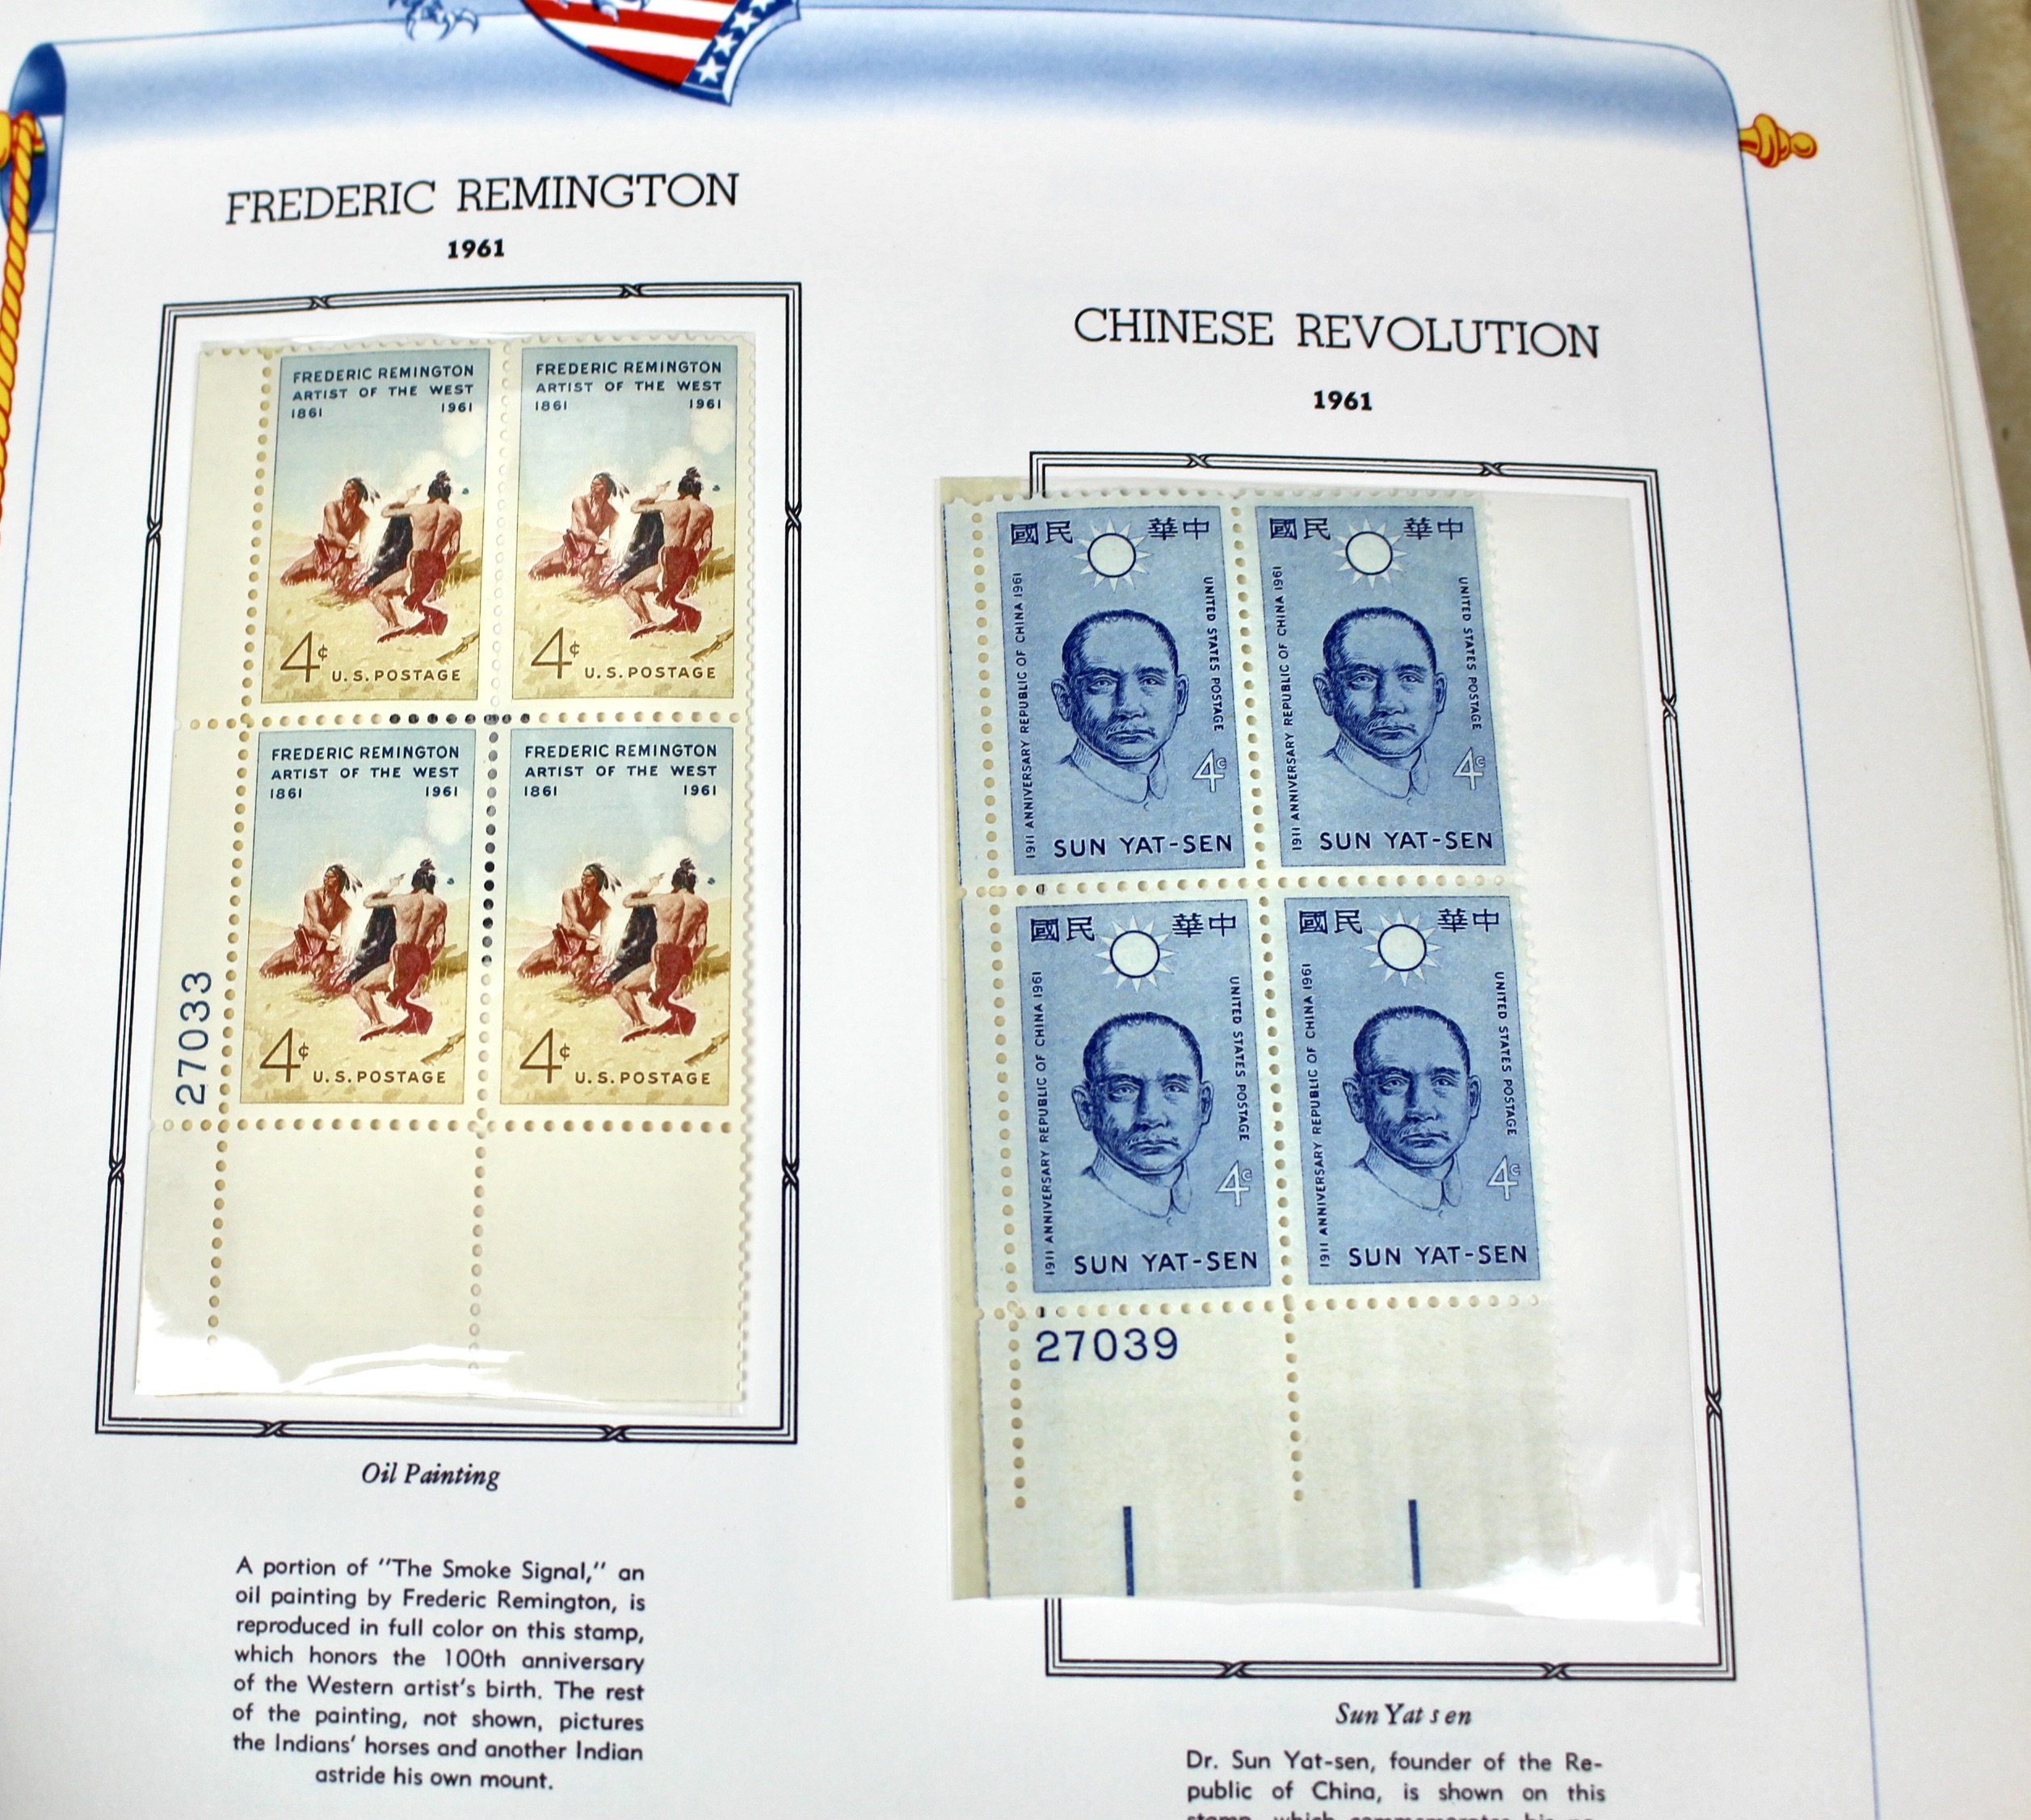 FREDERIC REMINGTON
1961
FREDERIC REMINGTON
ARTIST OF THE WEST
1861 1961
4¢ U.S. POSTAGE
FREDERIC REMINGTON
ARTIST OF THE WEST
1861 1961
4¢ U.S. POSTAGE
FREDERIC REMINGTON
ARTIST OF THE WEST
1861 1961
4¢ U.S. POSTAGE
FREDERIC REMINGTON
ARTIST OF THE WEST
1861 1961
4¢ U.S. POSTAGE
27033
Oil Painting
A portion of "The Smoke Signal," an
oil painting by Frederic Remington, is
reproduced in full color on this stamp,
which honors the 100th anniversary
of the Western artist's birth. The rest
of the painting, not shown, pictures
the Indians' horses and another Indian
astride his own mount.
CHINESE REVOLUTION
1961
國民 華中
1911 ANNIVERSARY REPUBLIC OF CHINA 1961
UNITED STATES POSTAGE
4c
SUN YAT-SEN
國民 華中
1911 ANNIVERSARY REPUBLIC OF CHINA 1961
UNITED STATES POSTAGE
4c
SUN YAT-SEN
國民 華中
1911 ANNIVERSARY REPUBLIC OF CHINA 1961
UNITED STATES POSTAGE
4c
SUN YAT-SEN
國民 華中
1911 ANNIVERSARY REPUBLIC OF CHINA 1961
UNITED STATES POSTAGE
4c
SUN YAT-SEN
27039
Sun Yat sen
Dr. Sun Yat-sen, founder of the Re-
public of China, is shown on this